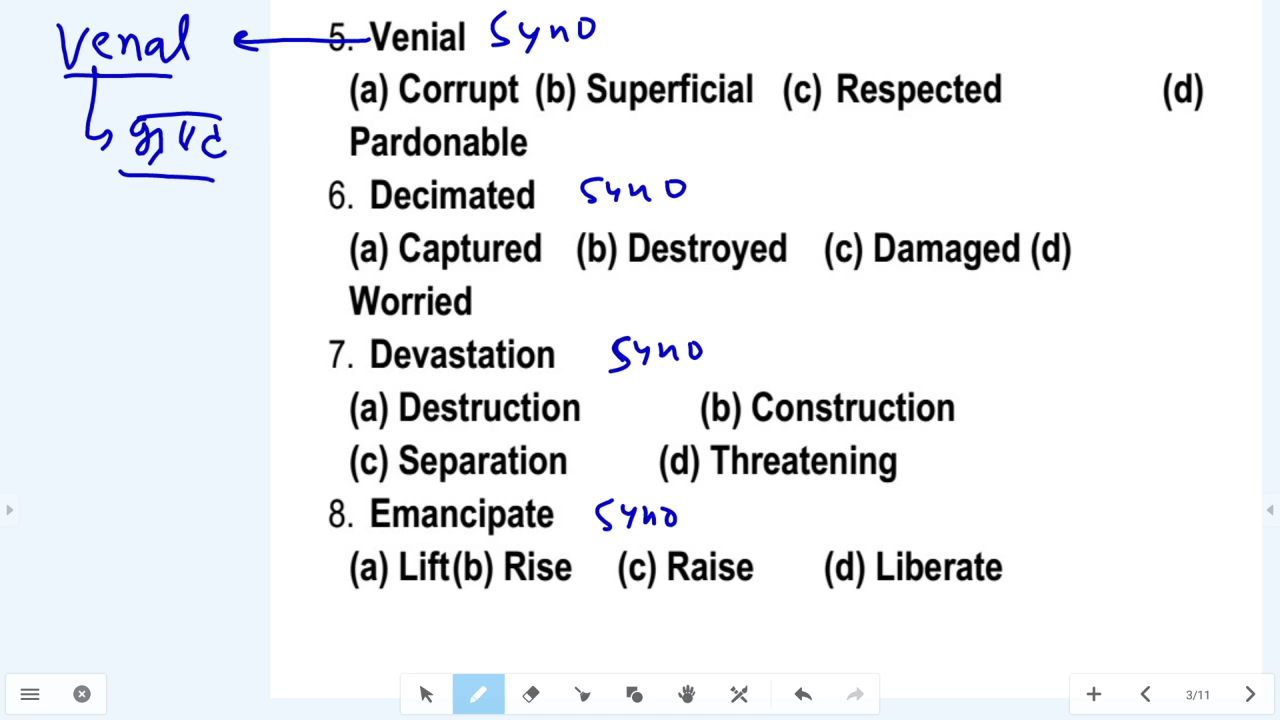 Venal 5. Venial Syno
(a) Corrupt (b) Superficial (c) Respected (d)
Pardonable
6. Decimated Syno
(a) Captured (b) Destroyed (c) Damaged (d)
Worried
7. Devastation Syno
(a) Destruction (b) Construction
(c) Separation (d) Threatening
8. Emancipate Syno
(a) Lift(b) Rise (c) Raise (d) Liberate
3/11